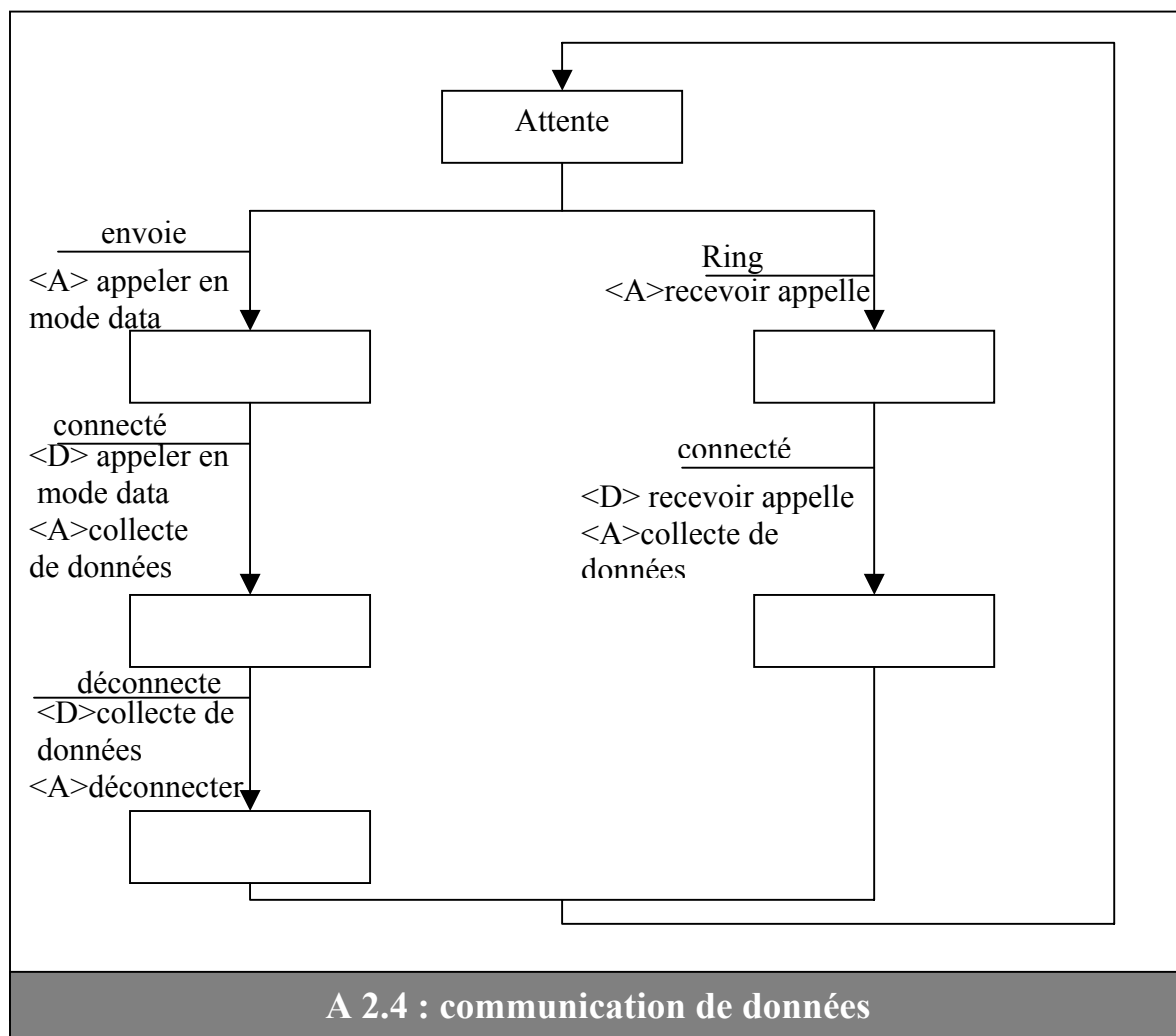 Attente
envoie
<A> appeler en
mode data
Ring
<A>recevoir appelle
connecté
<D> appeler en
mode data
<A>collecte
de données
connecté
<D> recevoir appelle
<A>collecte de
données
déconnecte
<D>collecte de
données
<A>déconnecter
A 2.4 : communication de données